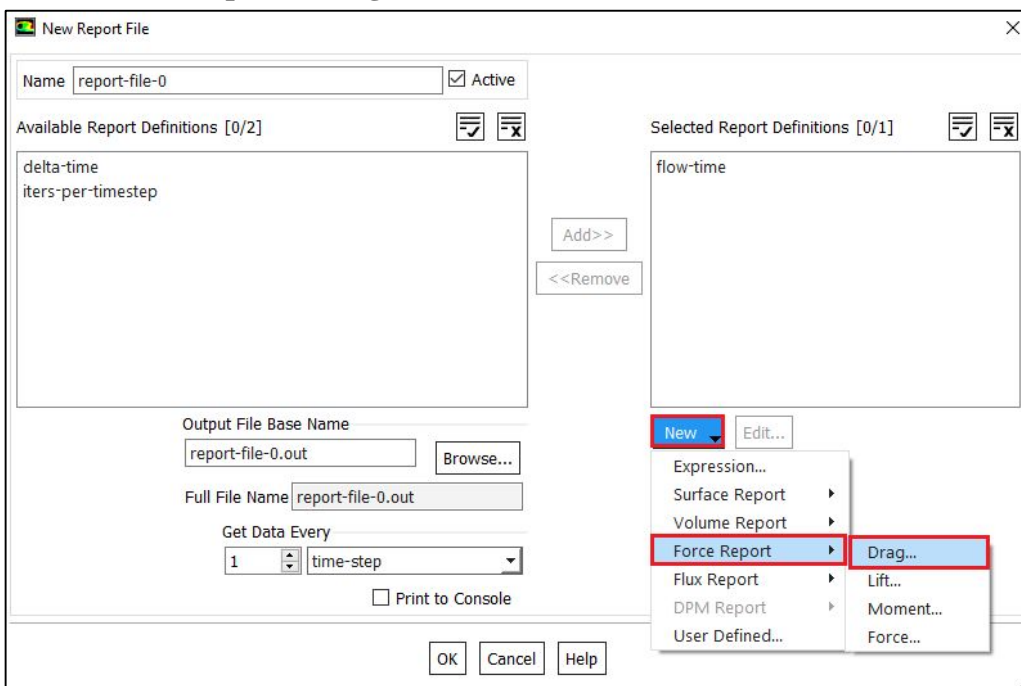 New Report File
Name report-file-0 Active
Available Report Definitions [0/2]
Selected Report Definitions [0/1]
delta-time
iters-per-timestep
flow-time
Add>>
<<Remove
Output File Base Name
report-file-0.out Browse...
Full File Name report-file-0.out
Get Data Every
1 time-step
Print to Console
New Edit...
Expression...
Surface Report
Volume Report
Force Report
Flux Report
DPM Report
User Defined...
Drag...
Lift...
Moment...
Force...
OK Cancel Help